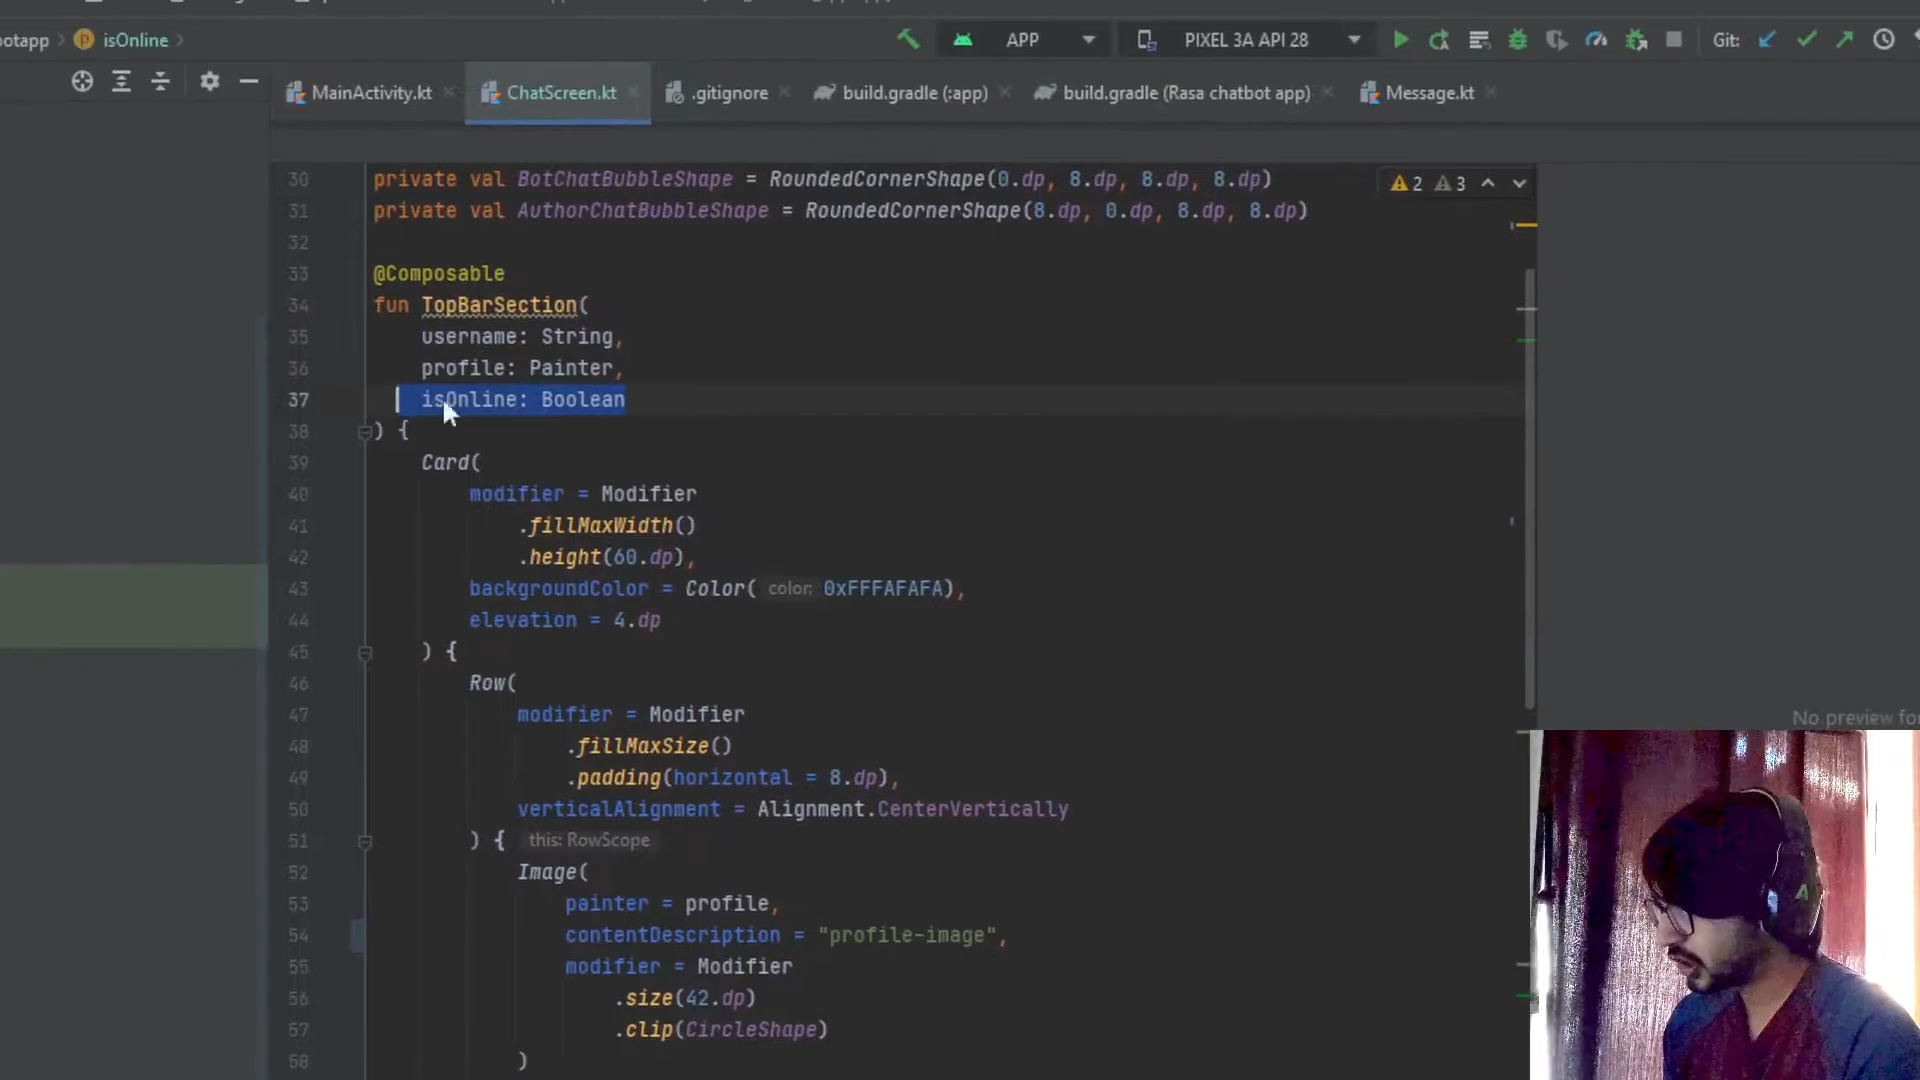 otapp
isOnline
APP
PIXEL 3A API 28
Git:
MainActivity.kt
ChatScreen.kt
.gitignore
build.gradle (:app)
build.gradle (Rasa chatbot app)
Message.kt
2
3
30 private val BotChatBubbleShape = RoundedCornerShape(0.dp, 8.dp, 8.dp, 8.dp)
31 private val AuthorChatBubbleShape = RoundedCornerShape(8.dp, 0.dp, 8.dp, 8.dp)
32
33 @Composable
34 fun TopBarSection(
35 username: String,
36 profile: Painter,
37 isOnline: Boolean
38 ) {
39 Card(
40 modifier = Modifier
41 .fillMaxWidth()
42 .height(60.dp),
43 backgroundColor = Color( color: 0xFFFAFAFA),
44 elevation = 4.dp
45 ) {
46 Row(
47 modifier = Modifier
48 .fillMaxSize()
49 .padding(horizontal = 8.dp),
50 verticalAlignment = Alignment.CenterVertically
51 ) { this: RowScope
52 Image(
53 painter = profile,
54 contentDescription = "profile-image",
55 modifier = Modifier
56 .size(42.dp)
57 .clip(CircleShape)
58 )
No preview for
A